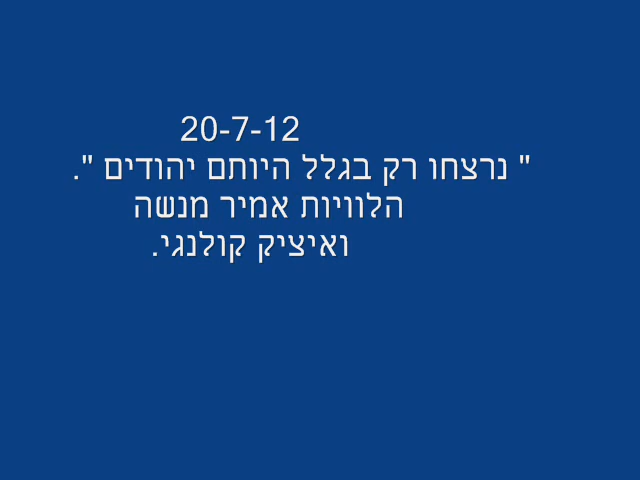 20-7-12
" נרצחו רק בגלל היותם יהודים ".
הלוויות אמיר מנשה
ואיציק קולנגי.